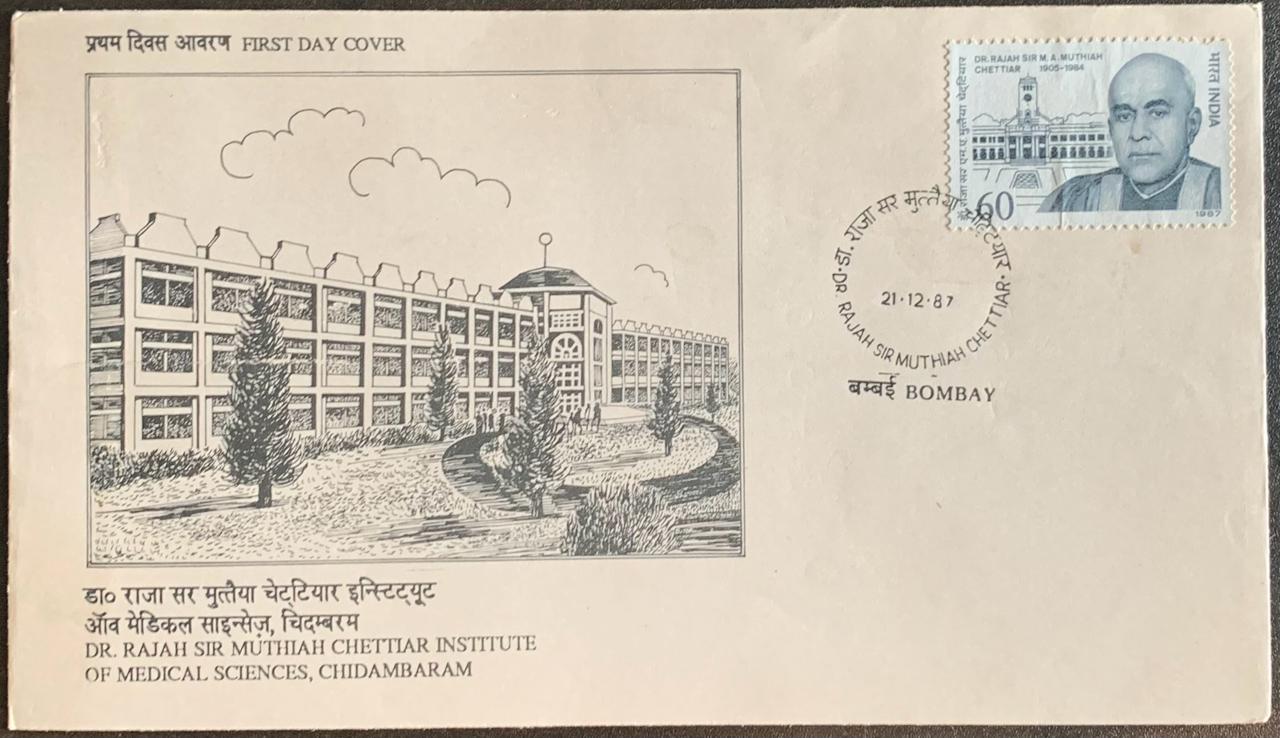 प्रथम दिवस आवरण FIRST DAY COVER
DR. RAJAH SIR M. A. MUTHIAH
CHETTIAR 1905-1984
डॉ. राजा सर एम. ए. मुत्तैया चेट्टियार
भारत INDIA
60
1987
डा. राजा सर मुत्तैया चेट्टियार
21·12·87
DR. RAJAH SIR MUTHIAH CHETTIAR
बम्बई BOMBAY
डा० राजा सर मुत्तैया चेट्टियार इन्स्टिट्यूट
ऑव मेडिकल साइन्सेज़, चिदम्बरम
DR. RAJAH SIR MUTHIAH CHETTIAR INSTITUTE
OF MEDICAL SCIENCES, CHIDAMBARAM